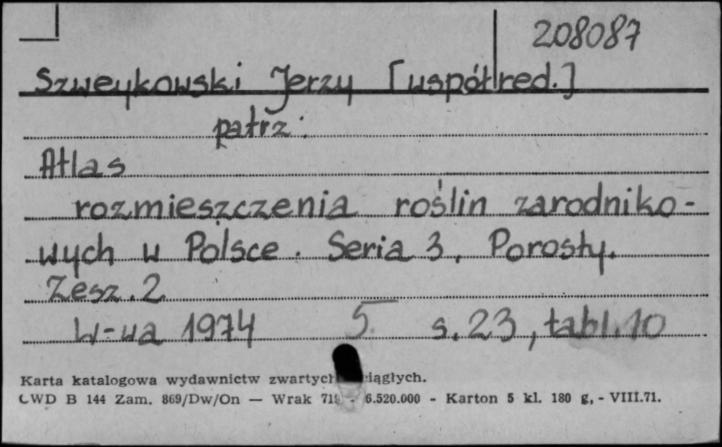 208087
Szweykowski Jerzy [współred.]
patrz:
Atlas
rozmieszczenia roślin zarodniko-
wych w Polsce. Seria 3. Porosty.
Zesz. 2
W-wa 1974 5. s. 23, tabl. 10
Karta katalogowa wydawnictw zwartych ciągłych.
CWD B 144 Zam. 869/Dw/On — Wrak 6.520.000 - Karton 5 kl. 180 g, - VIII.71.